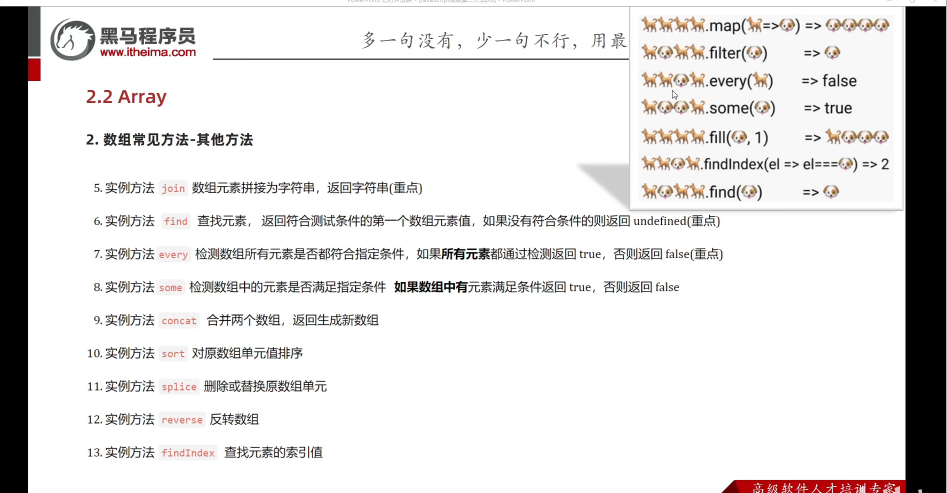 黑马程序员
www.itheima.com
多一句没有，少一句不行，用最
🐕🐕🐕🐕.map(🐕=>🐶) => 🐶🐶🐶🐶
🐕🐶🐕🐕.filter(🐶) => 🐶
🐕🐕🐶🐕.every(🐕) => false
🐕🐶🐶🐕.some(🐶) => true
🐕🐕🐕🐕.fill(🐶, 1) => 🐕🐶🐶🐶
🐕🐕🐶🐕.findIndex(el => el===🐶) => 2
🐕🐶🐕🐕.find(🐶) => 🐶
2.2 Array
2. 数组常见方法-其他方法
5. 实例方法 join 数组元素拼接为字符串，返回字符串(重点)
6. 实例方法 find 查找元素， 返回符合测试条件的第一个数组元素值，如果没有符合条件的则返回 undefined(重点)
7. 实例方法 every 检测数组所有元素是否都符合指定条件，如果所有元素都通过检测返回 true，否则返回 false(重点)
8. 实例方法 some 检测数组中的元素是否满足指定条件 如果数组中有元素满足条件返回 true，否则返回 false
9. 实例方法 concat 合并两个数组，返回生成新数组
10. 实例方法 sort 对原数组单元值排序
11. 实例方法 splice 删除或替换原数组单元
12. 实例方法 reverse 反转数组
13. 实例方法 findIndex 查找元素的索引值
高级软件人才培训专家